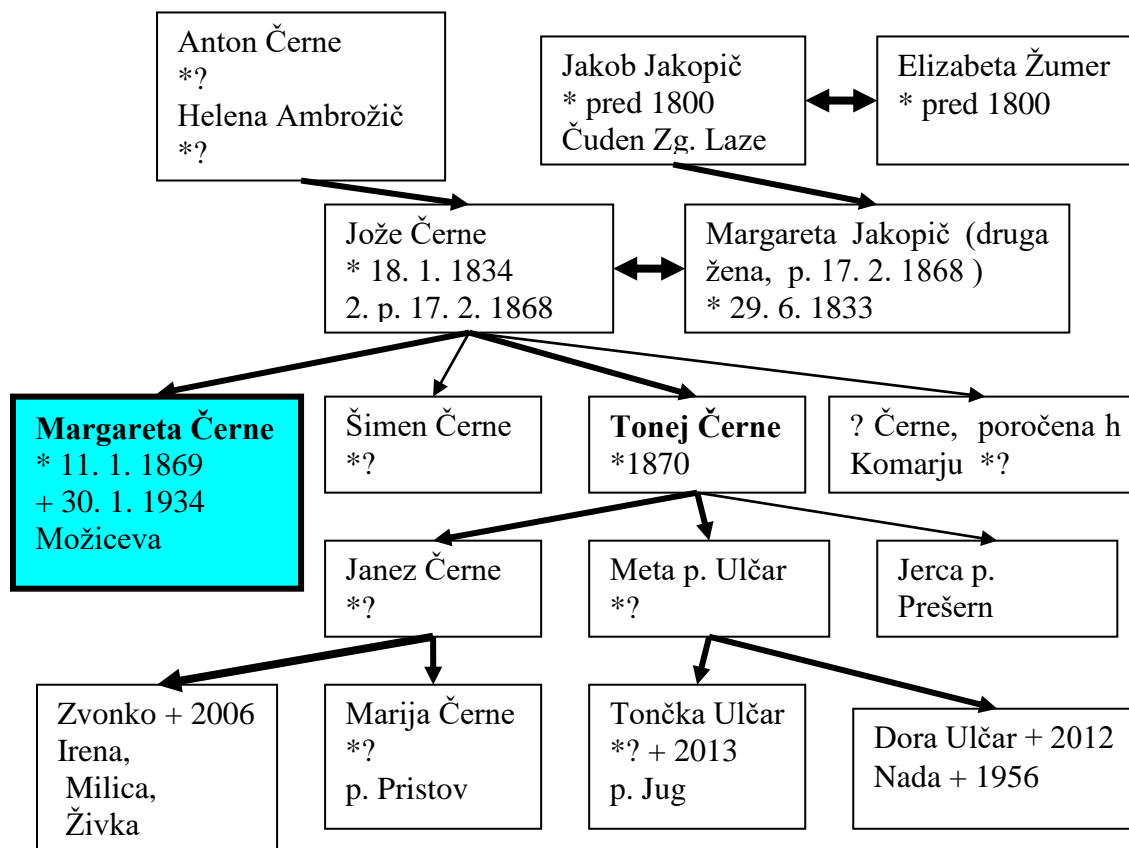 Anton Černe
*?
Helena Ambrožič
*?
Jakob Jakopič
* pred 1800
Čuden Zg. Laze
Elizabeta Žumer
* pred 1800
Jože Černe
* 18. 1. 1834
2. p. 17. 2. 1868
Margareta Jakopič (druga
žena, p. 17. 2. 1868 )
* 29. 6. 1833
Margareta Černe
* 11. 1. 1869
+ 30. 1. 1934
Možiceva
Šimen Černe
*?
Tonej Černe
*1870
? Černe, poročena h
Komarju *?
Janez Černe
*?
Meta p. Ulčar
*?
Jerca p.
Prešern
Zvonko + 2006
Irena,
Milica,
Živka
Marija Černe
*?
p. Pristov
Tončka Ulčar
*? + 2013
p. Jug
Dora Ulčar + 2012
Nada + 1956